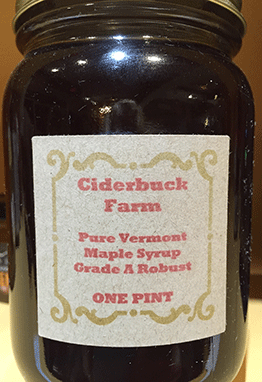 Ciderbuck
Farm
Pure Vermont
Maple Syrup
Grade A Robust
ONE PINT